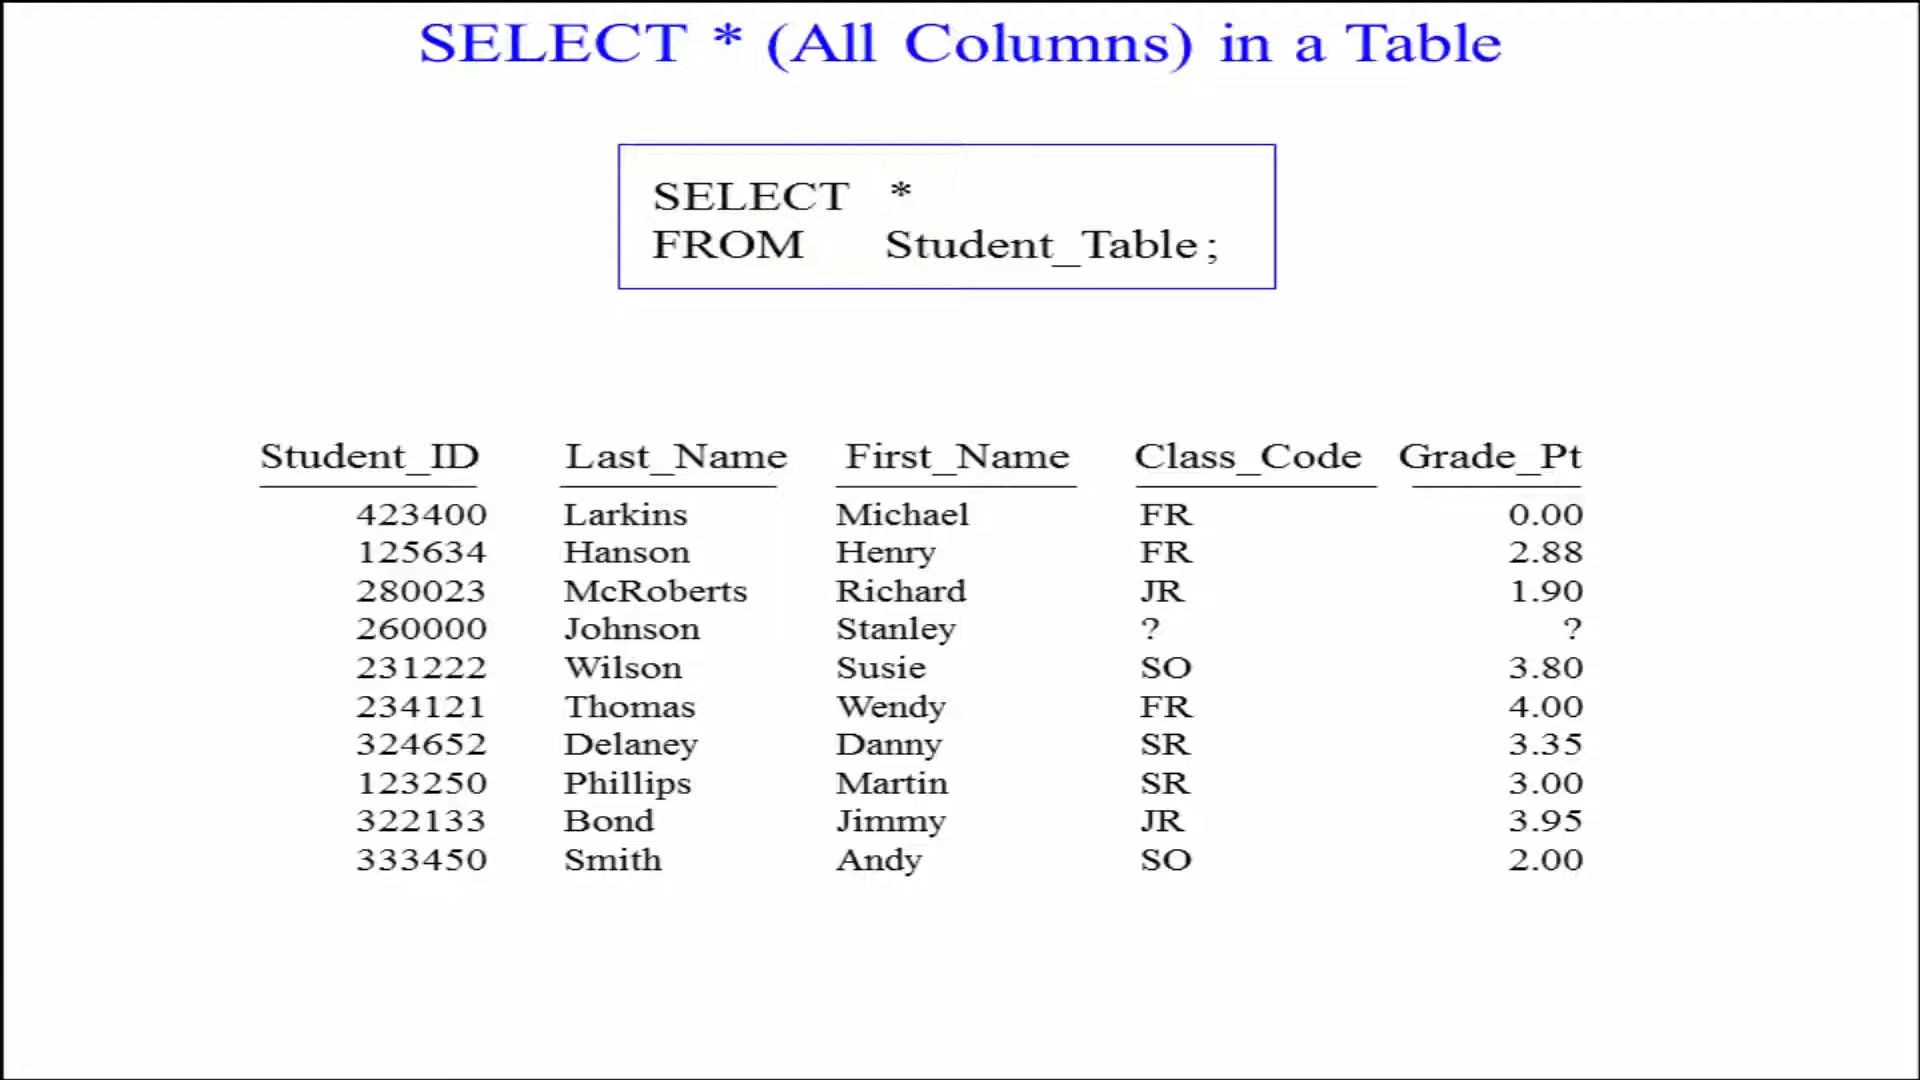 SELECT * (All Columns) in a Table
SELECT *
FROM Student_Table;
Student_ID Last_Name First_Name Class_Code Grade_Pt
423400 Larkins Michael FR 0.00
125634 Hanson Henry FR 2.88
280023 McRoberts Richard JR 1.90
260000 Johnson Stanley ? ?
231222 Wilson Susie SO 3.80
234121 Thomas Wendy FR 4.00
324652 Delaney Danny SR 3.35
123250 Phillips Martin SR 3.00
322133 Bond Jimmy JR 3.95
333450 Smith Andy SO 2.00